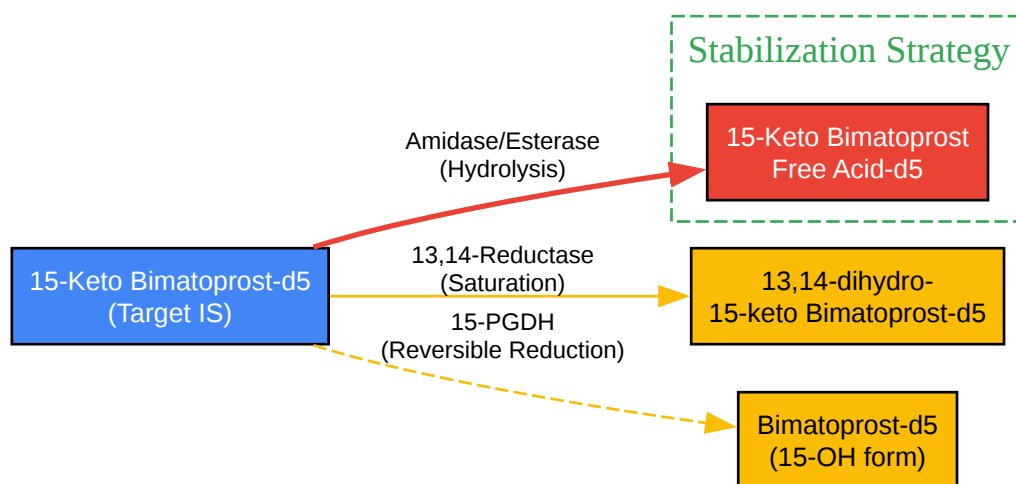 Stabilization Strategy
Amidase/Esterase
(Hydrolysis)
15-Keto Bimatoprost
Free Acid-d5
15-Keto Bimatoprost-d5
(Target IS)
13,14-Reductase
(Saturation)
13,14-dihydro-
15-keto Bimatoprost-d5
15-PGDH
(Reversible Reduction)
Bimatoprost-d5
(15-OH form)